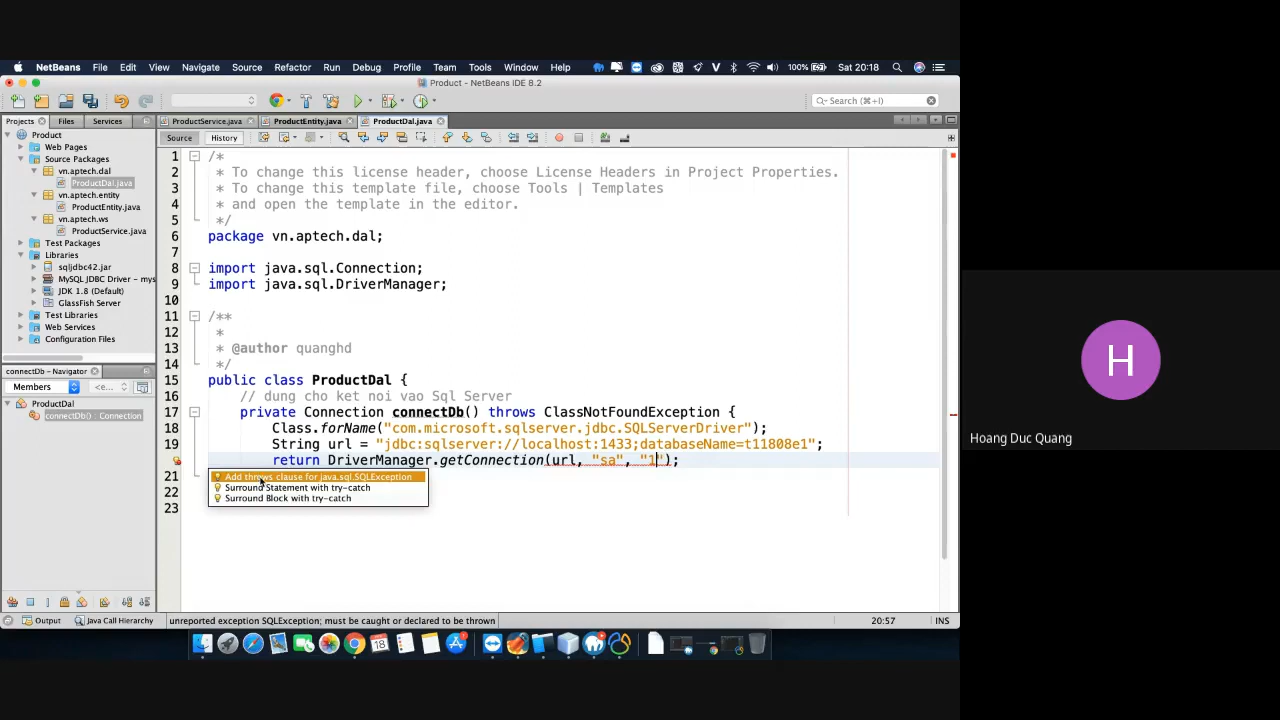 NetBeans File Edit View Navigate Source Refactor Run Debug Profile Team Tools Window Help 100% Sat 20:18
Product - NetBeans IDE 8.2
Search (⌘+I)
Projects Files Services
ProductService.java ProductEntity.java ProductDal.java
Source History
Product
Web Pages
Source Packages
vn.aptech.dal
ProductDal.java
vn.aptech.entity
ProductEntity.java
vn.aptech.ws
ProductService.java
Test Packages
Libraries
sqljdbc42.jar
MySQL JDBC Driver - mys
JDK 1.8 (Default)
GlassFish Server
Test Libraries
Web Services
Configuration Files
connectDb - Navigator
Members <e...
ProductDal
connectDb() : Connection
1 /*
2 * To change this license header, choose License Headers in Project Properties.
3 * To change this template file, choose Tools | Templates
4 * and open the template in the editor.
5 */
6 package vn.aptech.dal;
7
8 import java.sql.Connection;
9 import java.sql.DriverManager;
10
11 /**
12 *
13 * @author quanghd
14 */
15 public class ProductDal {
16 // dung cho ket noi vao Sql Server
17 private Connection connectDb() throws ClassNotFoundException {
18 Class.forName("com.microsoft.sqlserver.jdbc.SQLServerDriver");
19 String url = "jdbc:sqlserver://localhost:1433;databaseName=t11808e1";
return DriverManager.getConnection(url, "sa", "1");
21
22
23
Add throws clause for java.sql.SQLException
Surround Statement with try-catch
Surround Block with try-catch
Output Java Call Hierarchy unreported exception SQLException; must be caught or declared to be thrown 20:57 INS
18
H
Hoang Duc Quang